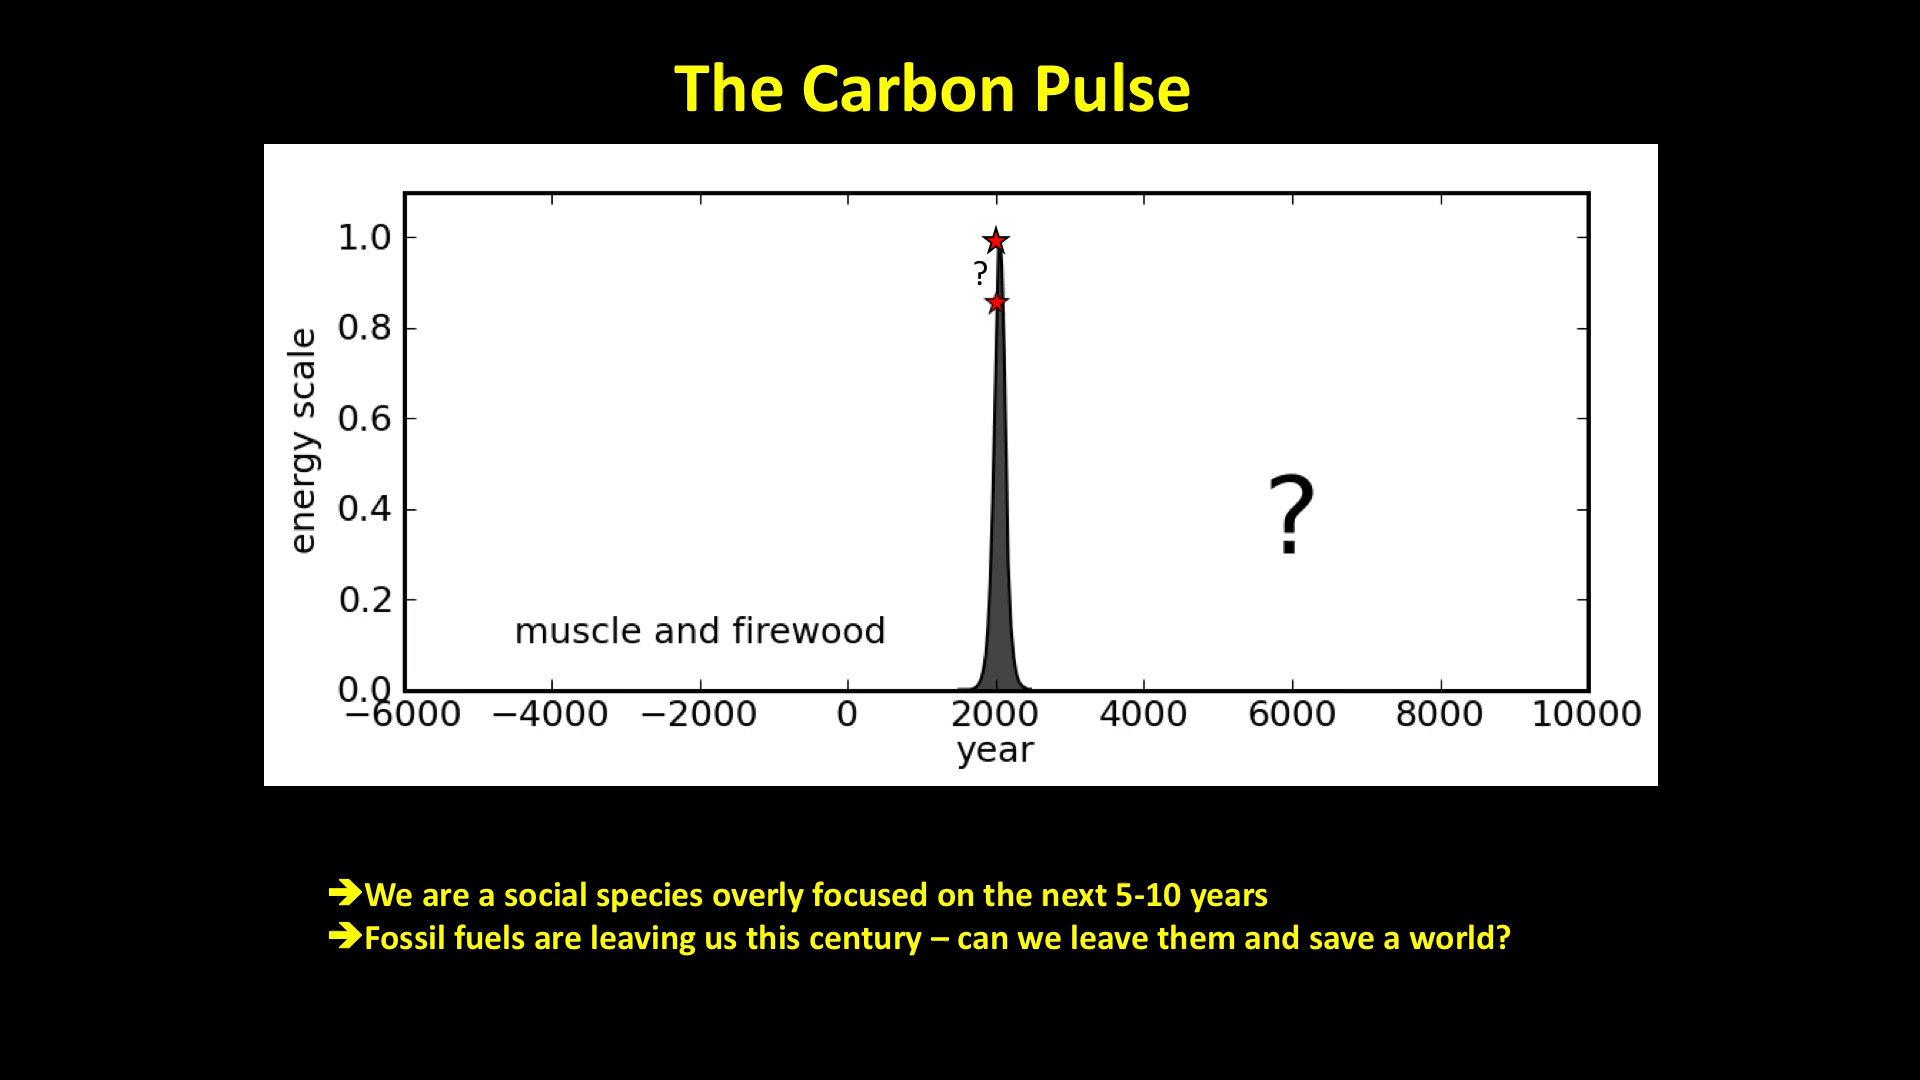 The Carbon Pulse
1.0
?
0.8
energy scale
0.6
0.4
?
0.2
muscle and firewood
0.0
−6000 −4000 −2000 0 2000 4000 6000 8000 10000
year
➔We are a social species overly focused on the next 5-10 years
➔Fossil fuels are leaving us this century – can we leave them and save a world?